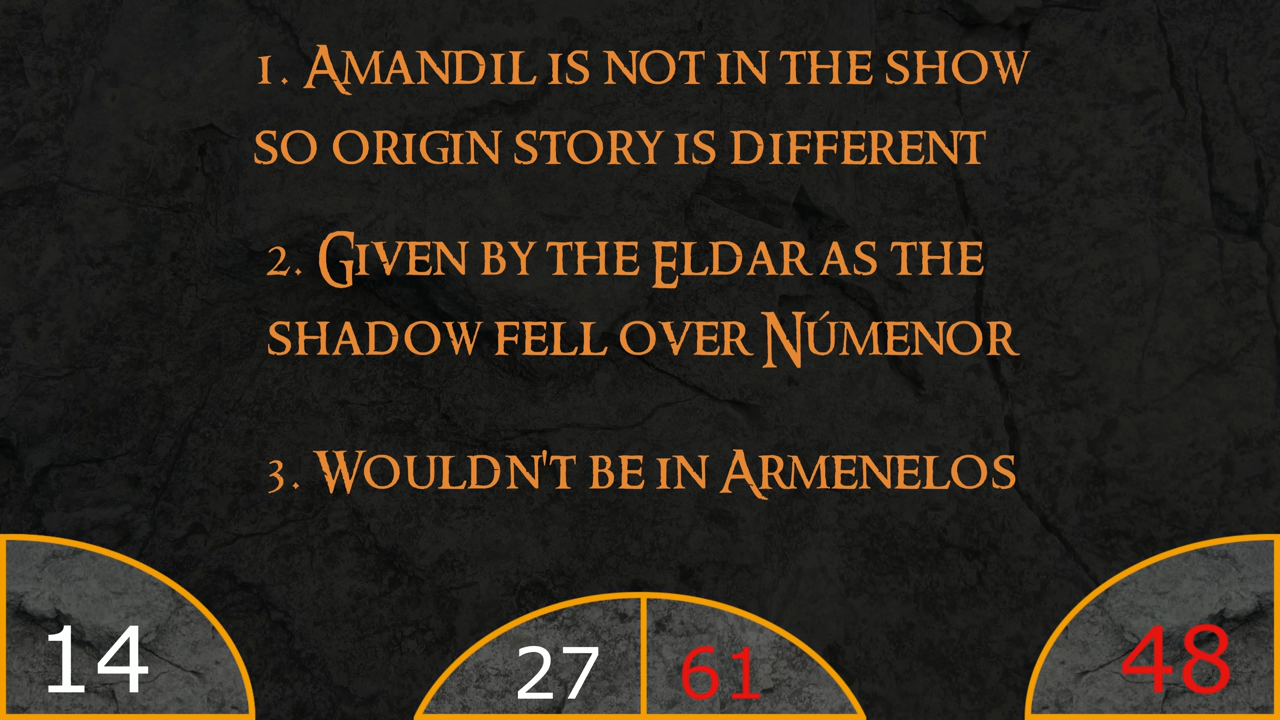 1. Amandil is not in the show
so origin story is different
2. Given by the Eldar as the
shadow fell over Númenor
3. Wouldn't be in Armenelos
14
27
61
48